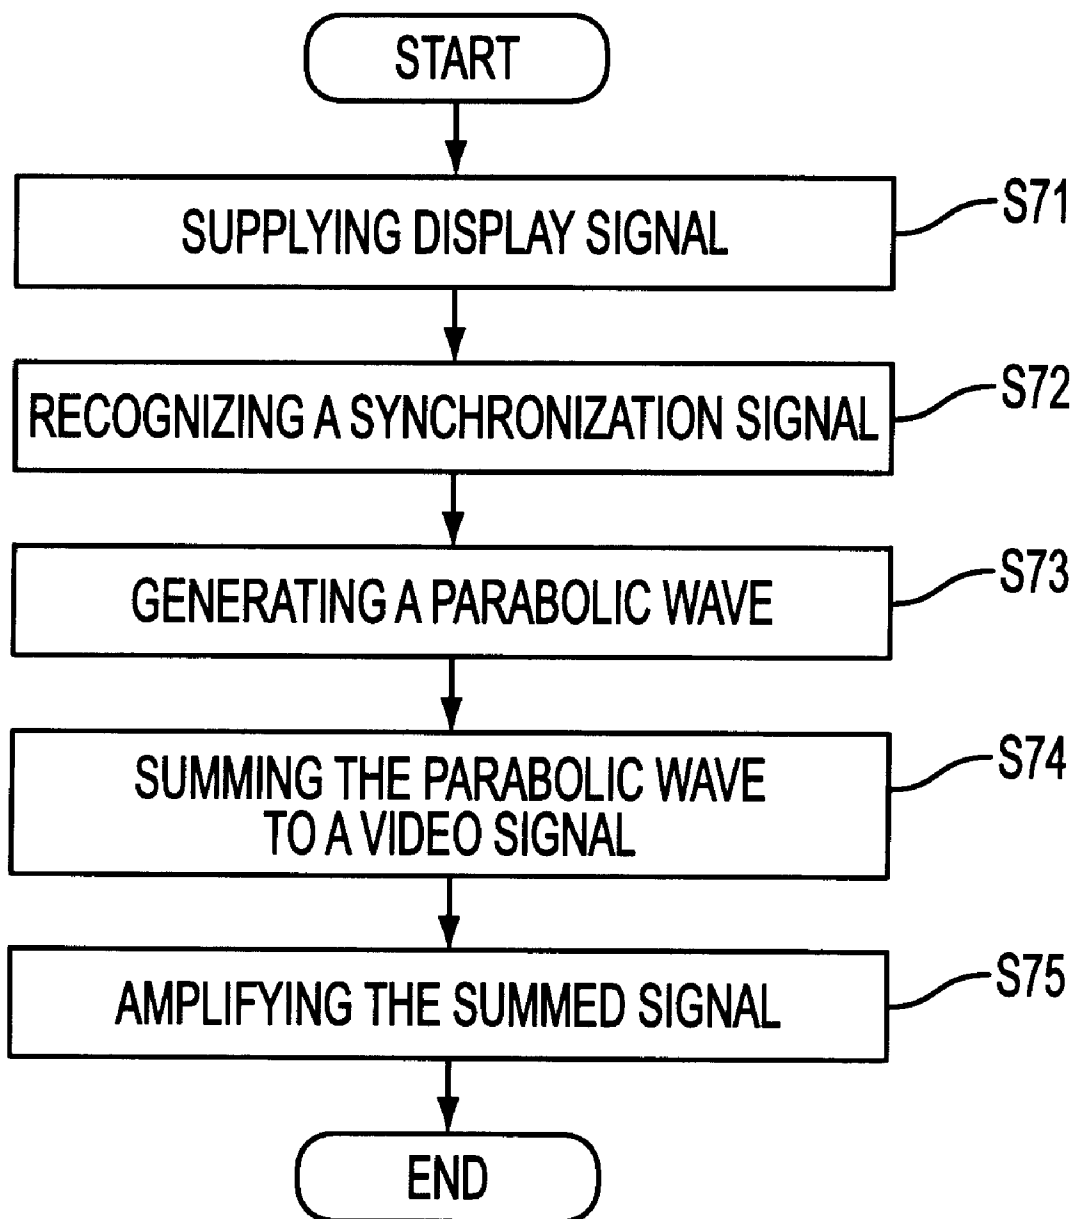 START
SUPPLYING DISPLAY SIGNAL
S71
RECOGNIZING A SYNCHRONIZATION SIGNAL
S72
GENERATING A PARABOLIC WAVE
S73
SUMMING THE PARABOLIC WAVE
TO A VIDEO SIGNAL
S74
AMPLIFYING THE SUMMED SIGNAL
S75
END